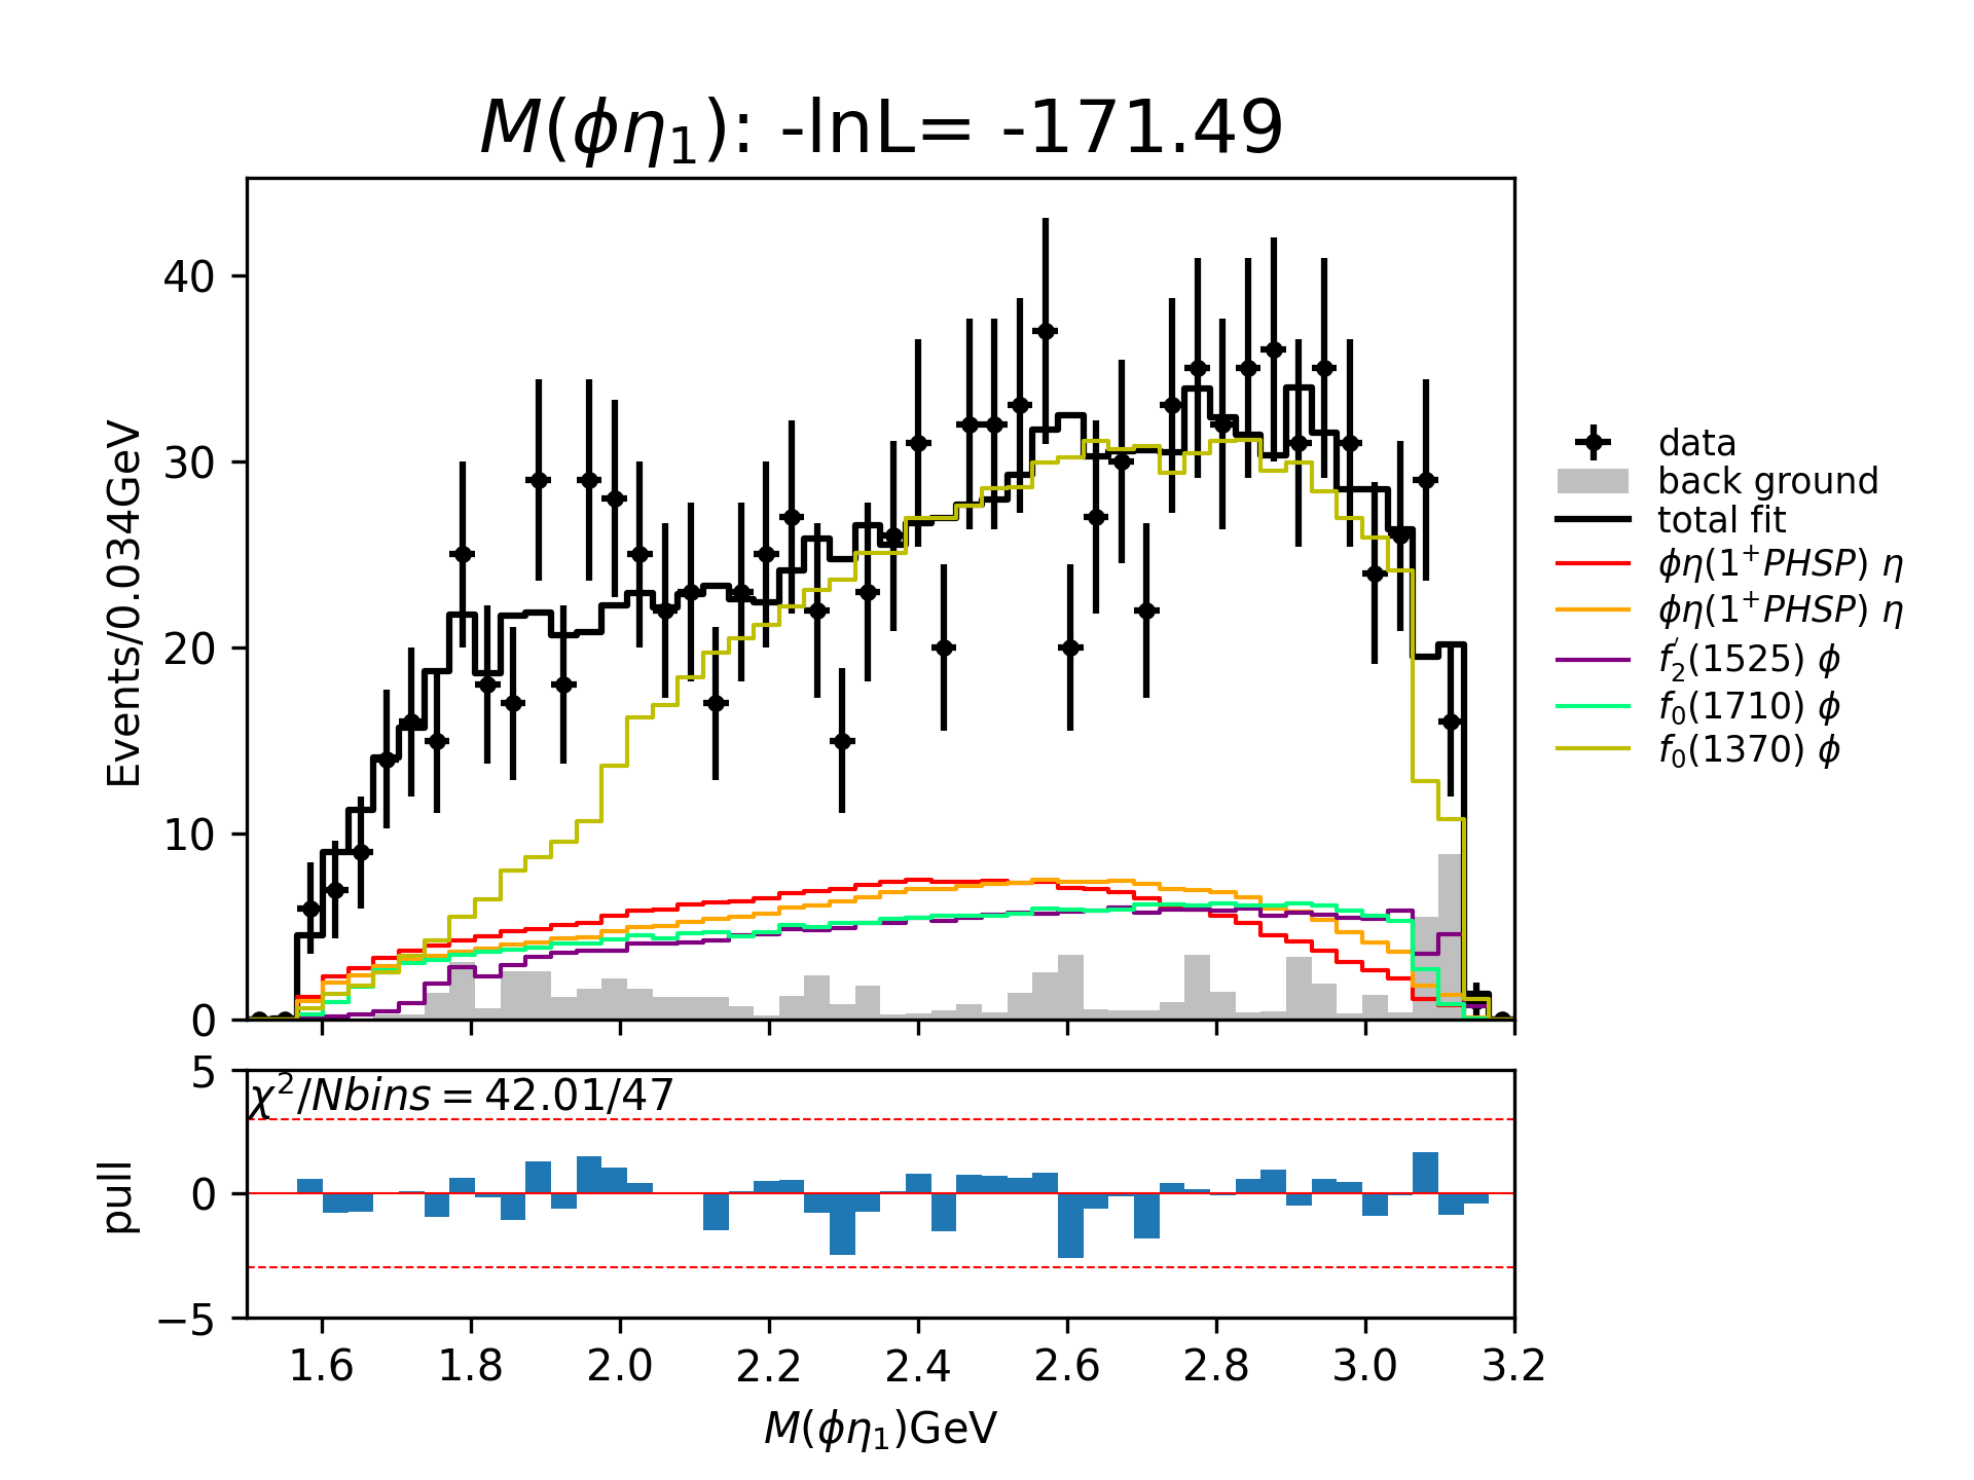 M(ϕη₁): -lnL= -171.49
Events/0.034GeV
40
30
20
10
0
data
back ground
total fit
ϕη(1⁺PHSP) η
ϕη(1⁺PHSP) η
f₂′(1525) ϕ
f₀(1710) ϕ
f₀(1370) ϕ
χ²/Nbins = 42.01/47
pull
5
0
−5
1.6 1.8 2.0 2.2 2.4 2.6 2.8 3.0 3.2
M(ϕη₁)GeV